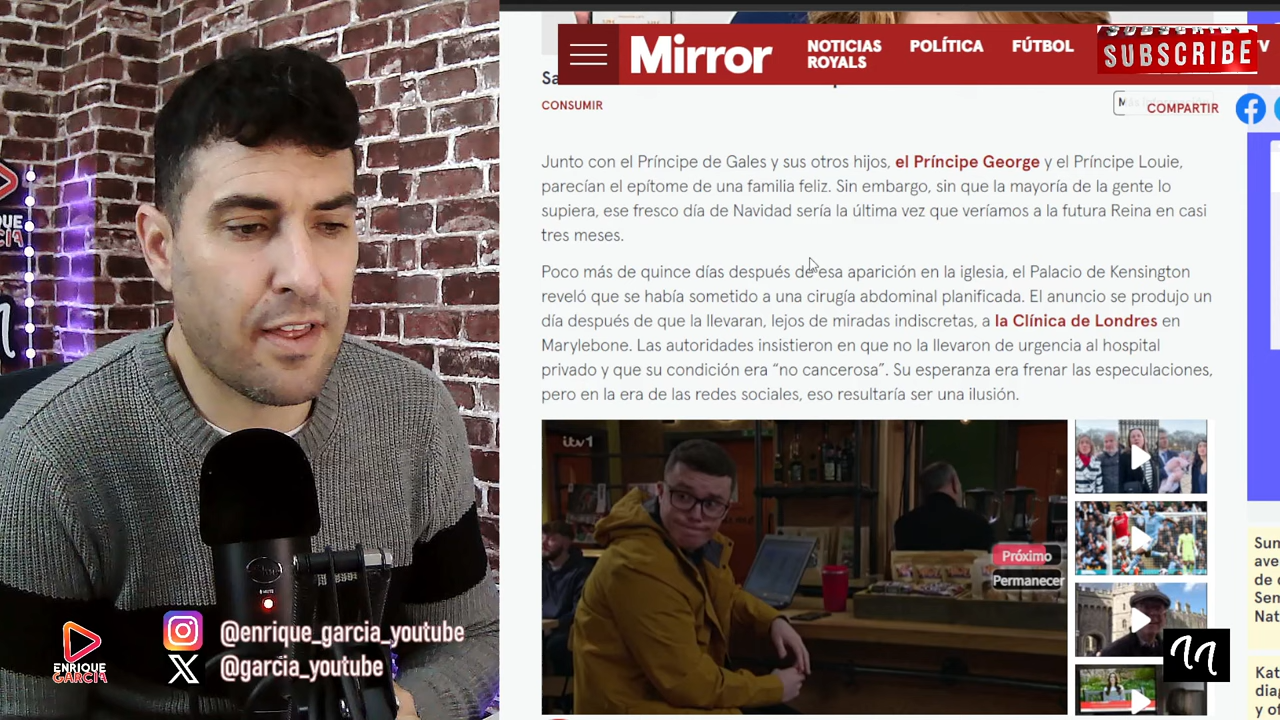 Mirror
NOTICIAS ROYALS
POLÍTICA
FÚTBOL
SUBSCRIBE
CONSUMIR
COMPARTIR
Junto con el Príncipe de Gales y sus otros hijos, el Príncipe George y el Príncipe Louie,
parecían el epítome de una familia feliz. Sin embargo, sin que la mayoría de la gente lo
supiera, ese fresco día de Navidad sería la última vez que veríamos a la futura Reina en casi
tres meses.
Poco más de quince días después de esa aparición en la iglesia, el Palacio de Kensington
reveló que se había sometido a una cirugía abdominal planificada. El anuncio se produjo un
día después de que la llevaran, lejos de miradas indiscretas, a la Clínica de Londres en
Marylebone. Las autoridades insistieron en que no la llevaron de urgencia al hospital
privado y que su condición era “no cancerosa”. Su esperanza era frenar las especulaciones,
pero en la era de las redes sociales, eso resultaría ser una ilusión.
itv1
Próximo
Permanecer
@enrique_garcia_youtube
@garcia_youtube
ENRIQUE
GARCIA